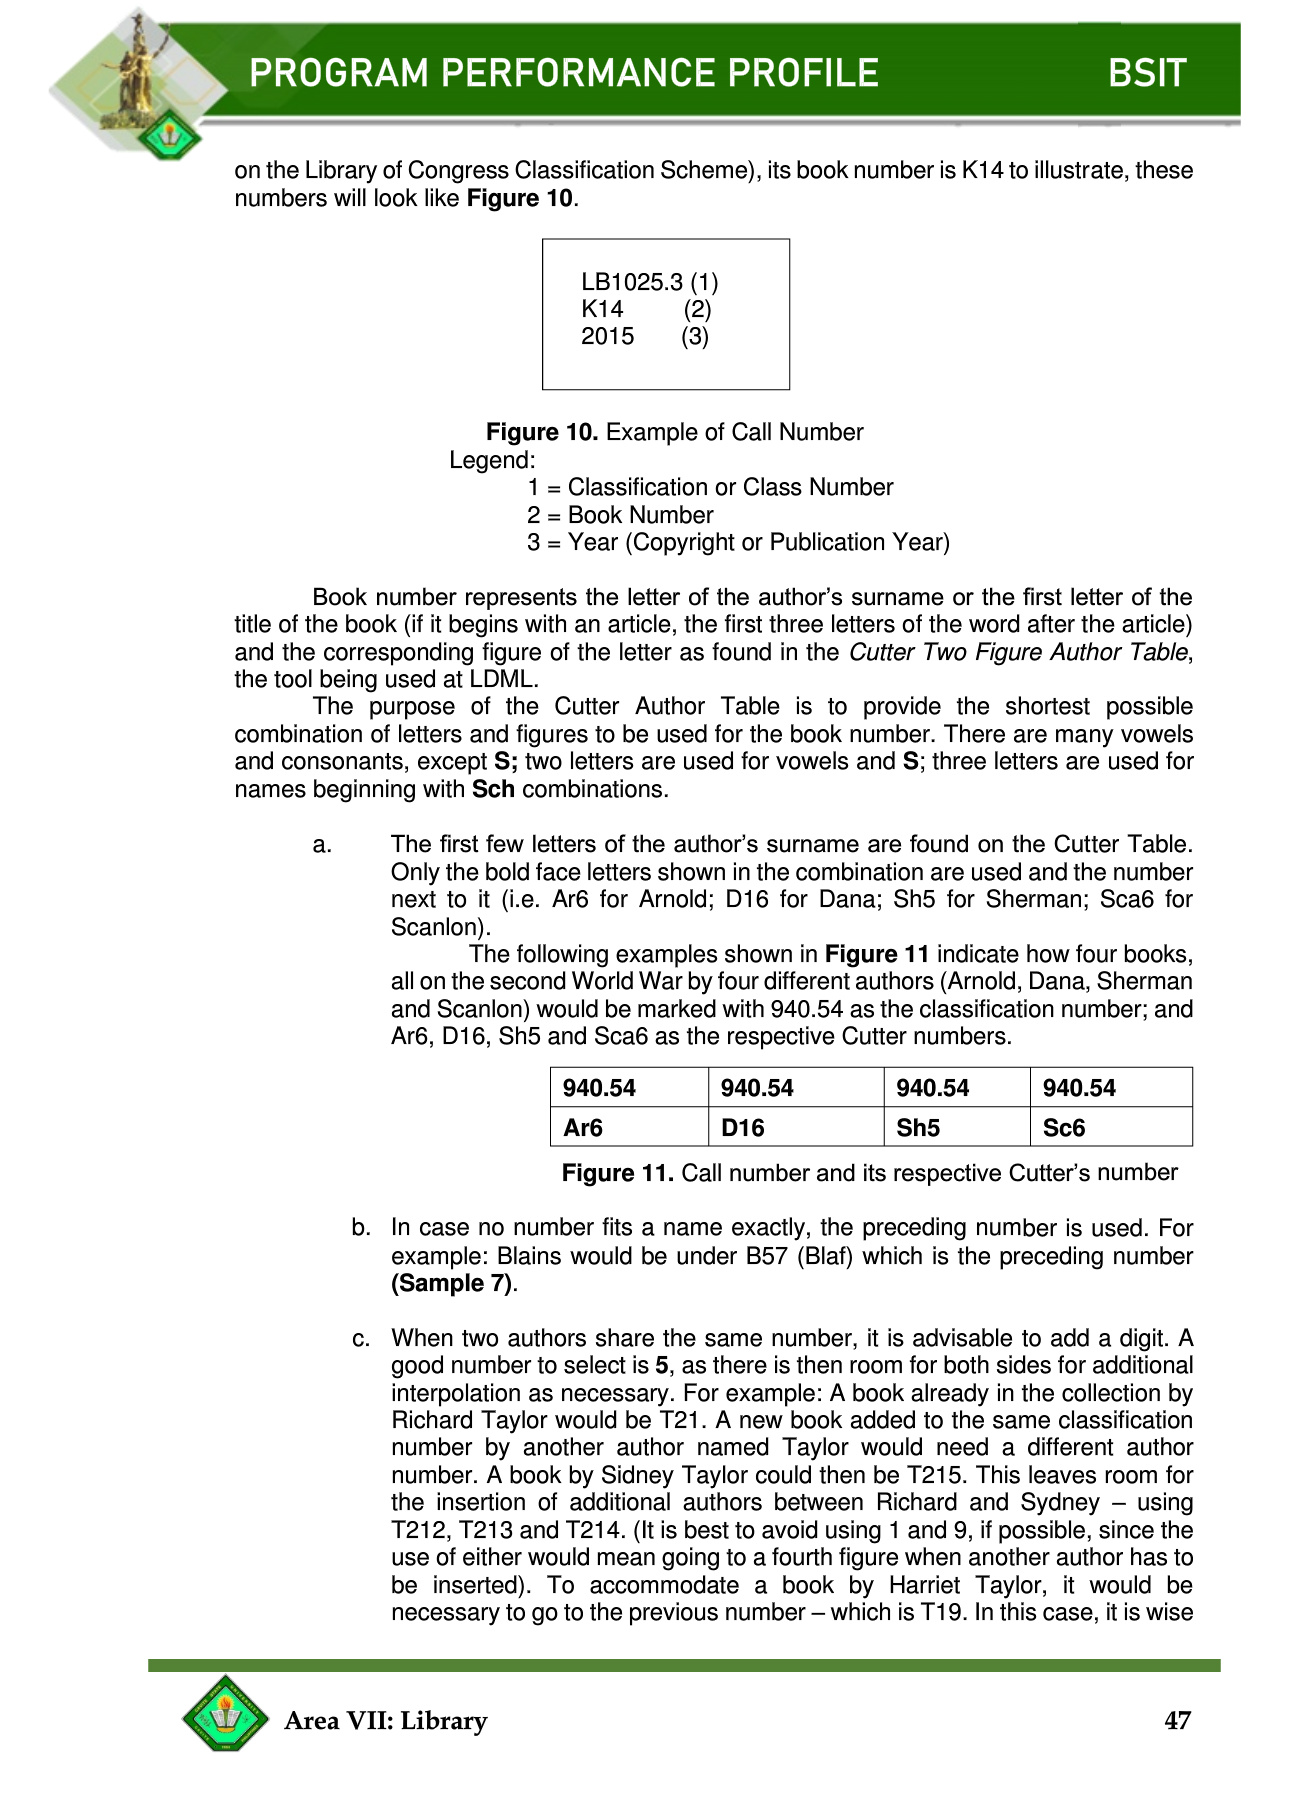 PROGRAM PERFORMANCE PROFILE BSIT
on the Library of Congress Classification Scheme), its book number is K14 to illustrate, these
numbers will look like Figure 10.
LB1025.3 (1)
K14 (2)
2015 (3)
Figure 10. Example of Call Number
Legend:
1 = Classification or Class Number
2 = Book Number
3 = Year (Copyright or Publication Year)
Book number represents the letter of the author’s surname or the first letter of the
title of the book (if it begins with an article, the first three letters of the word after the article)
and the corresponding figure of the letter as found in the Cutter Two Figure Author Table,
the tool being used at LDML.
The purpose of the Cutter Author Table is to provide the shortest possible
combination of letters and figures to be used for the book number. There are many vowels
and consonants, except S; two letters are used for vowels and S; three letters are used for
names beginning with Sch combinations.
a. The first few letters of the author’s surname are found on the Cutter Table.
Only the bold face letters shown in the combination are used and the number
next to it (i.e. Ar6 for Arnold; D16 for Dana; Sh5 for Sherman; Sca6 for
Scanlon).
The following examples shown in Figure 11 indicate how four books,
all on the second World War by four different authors (Arnold, Dana, Sherman
and Scanlon) would be marked with 940.54 as the classification number; and
Ar6, D16, Sh5 and Sca6 as the respective Cutter numbers.
940.54 940.54 940.54 940.54
Ar6 D16 Sh5 Sc6
Figure 11. Call number and its respective Cutter’s number
b. In case no number fits a name exactly, the preceding number is used. For
example: Blains would be under B57 (Blaf) which is the preceding number
(Sample 7).
c. When two authors share the same number, it is advisable to add a digit. A
good number to select is 5, as there is then room for both sides for additional
interpolation as necessary. For example: A book already in the collection by
Richard Taylor would be T21. A new book added to the same classification
number by another author named Taylor would need a different author
number. A book by Sidney Taylor could then be T215. This leaves room for
the insertion of additional authors between Richard and Sydney – using
T212, T213 and T214. (It is best to avoid using 1 and 9, if possible, since the
use of either would mean going to a fourth figure when another author has to
be inserted). To accommodate a book by Harriet Taylor, it would be
necessary to go to the previous number – which is T19. In this case, it is wise
Area VII: Library 47